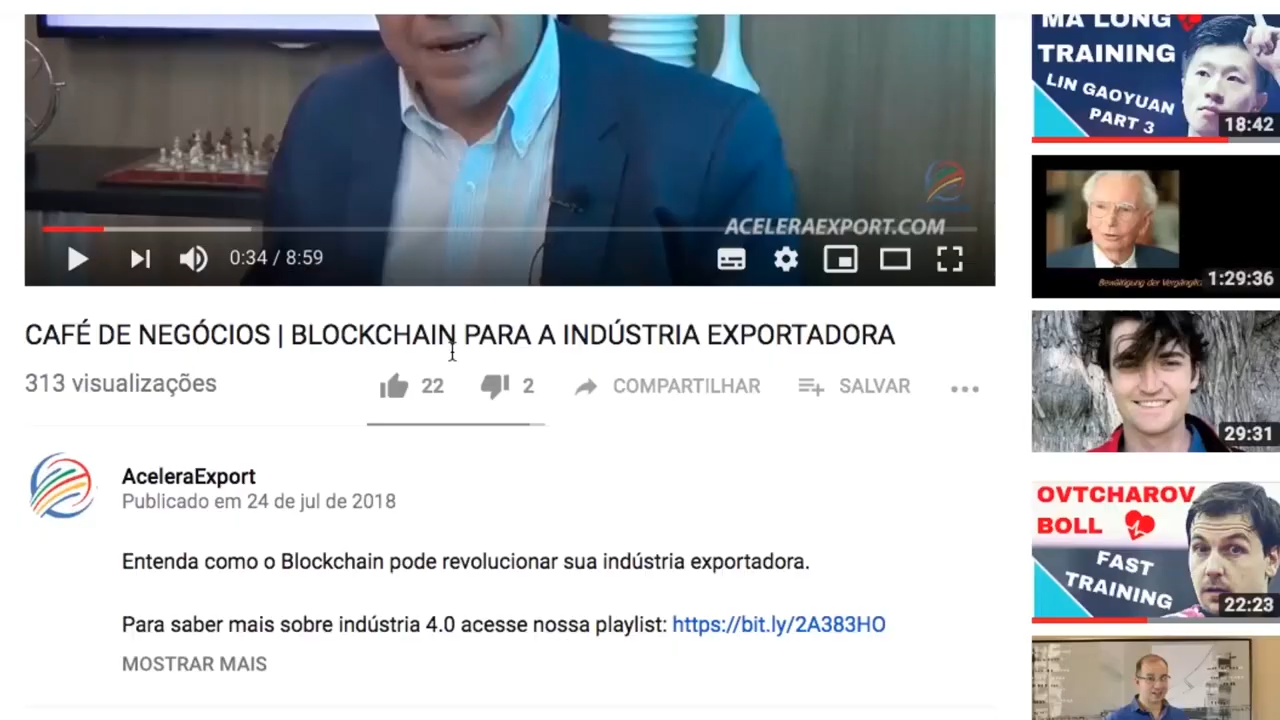 ACELERAEXPORT.COM
0:34 / 8:59
CAFÉ DE NEGÓCIOS | BLOCKCHAIN PARA A INDÚSTRIA EXPORTADORA
313 visualizações
22
2
COMPARTILHAR
SALVAR
AceleraExport
Publicado em 24 de jul de 2018
Entenda como o Blockchain pode revolucionar sua indústria exportadora.
Para saber mais sobre indústria 4.0 acesse nossa playlist: https://bit.ly/2A383HO
MOSTRAR MAIS
MA LONG
TRAINING
LIN GAOYUAN
PART 3
18:42
Bewältigung der
1:29:36
29:31
OVTCHAROV
BOLL
FAST
TRAINING
22:23